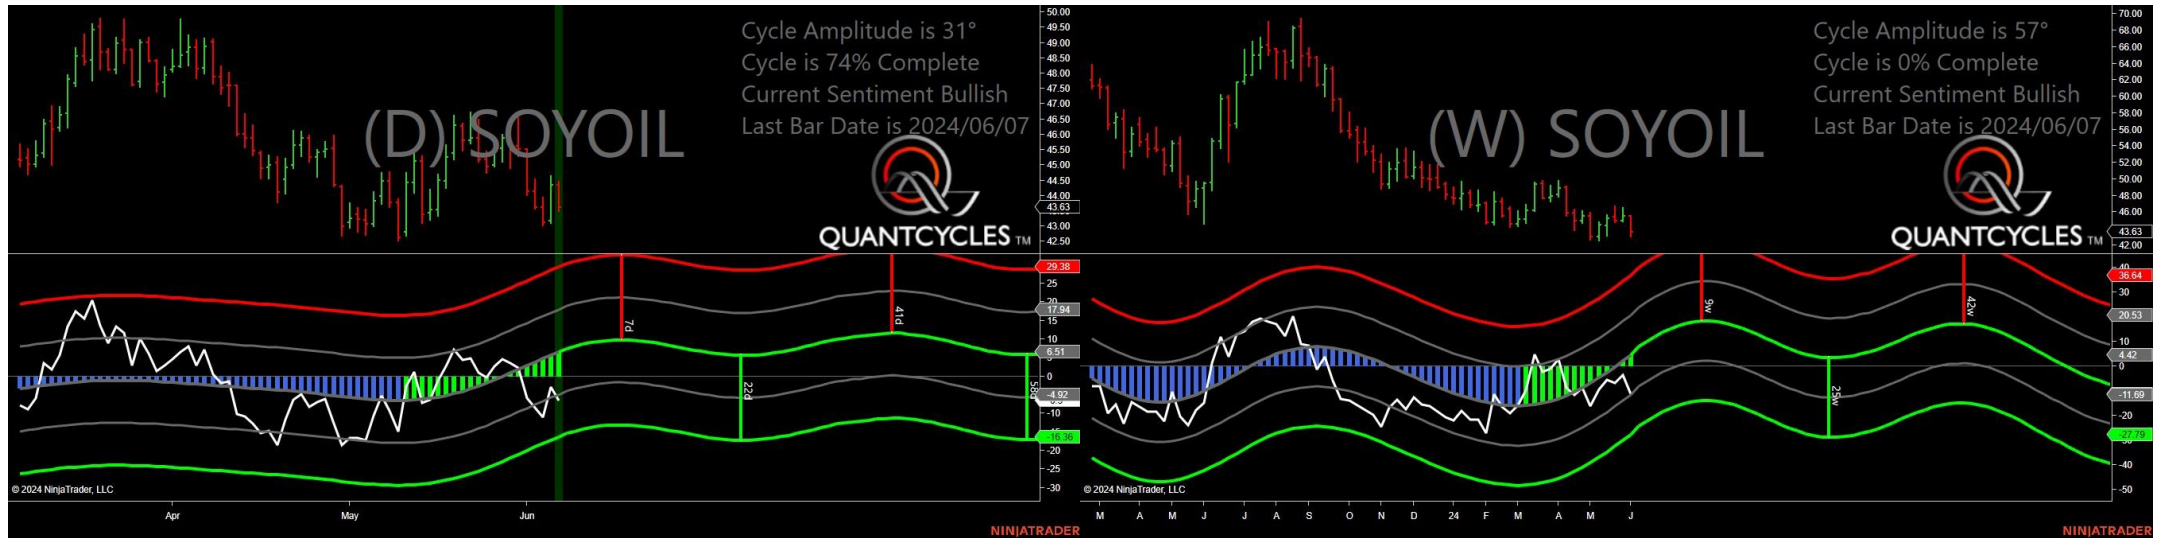 Cycle Amplitude is 31°
Cycle is 74% Complete
Current Sentiment Bullish
Last Bar Date is 2024/06/07
(D) SOYOIL
QUANTCYCLES TM
50.00
49.50
49.00
48.50
48.00
47.50
47.00
46.50
46.00
45.50
45.00
44.50
44.00
43.63
43.00
42.50
29.38
25
20
17.94
15
10
6.51
0
-4.92
-10
-16.36
-20
-25
-30
7d
41d
22d
© 2024 NinjaTrader, LLC
Apr
May
Jun
NINJATRADER
Cycle Amplitude is 57°
Cycle is 0% Complete
Current Sentiment Bullish
Last Bar Date is 2024/06/07
(W) SOYOIL
QUANTCYCLES TM
70.00
68.00
66.00
64.00
62.00
60.00
58.00
56.00
54.00
52.00
50.00
48.00
46.00
43.63
42.00
40
36.64
30
20.53
10
4.42
0
-11.69
-20
-27.79
-40
-50
9w
42w
25w
© 2024 NinjaTrader, LLC
M A M J J A S O N D 24 F M A M J
NINJATRADER